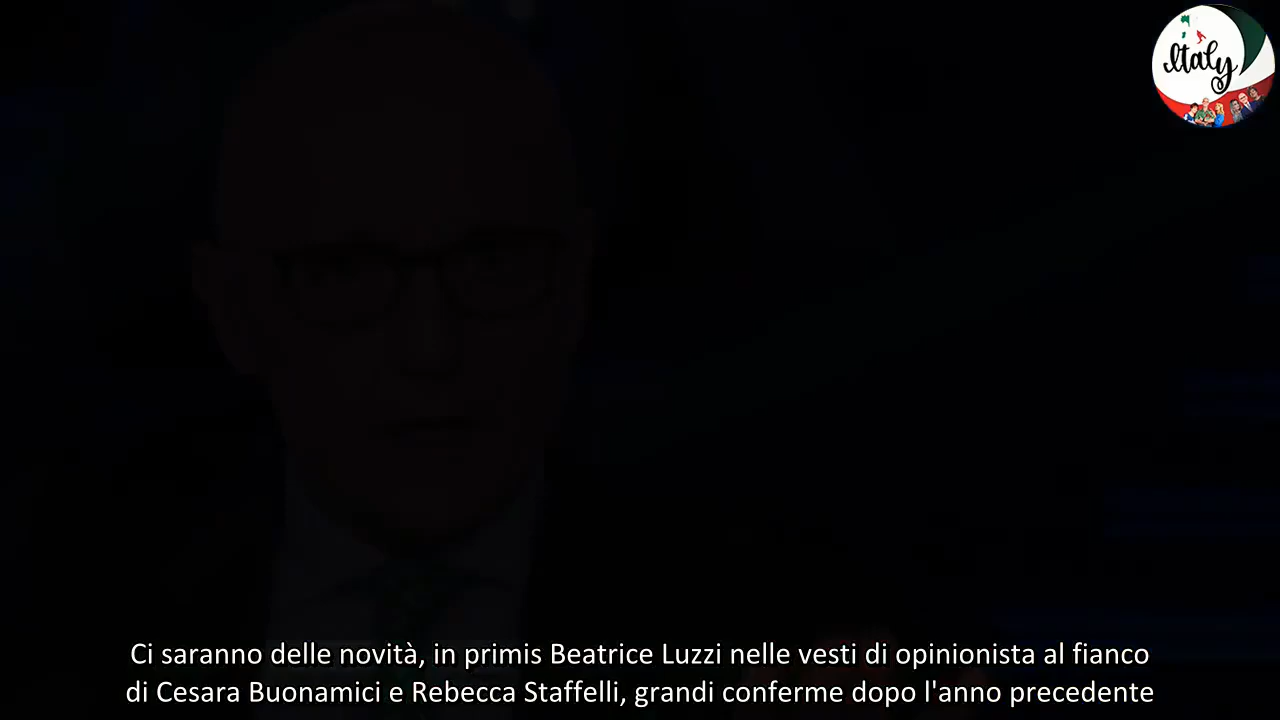 Italy
Ci saranno delle novità, in primis Beatrice Luzzi nelle vesti di opinionista al fianco
di Cesara Buonamici e Rebecca Staffelli, grandi conferme dopo l'anno precedente